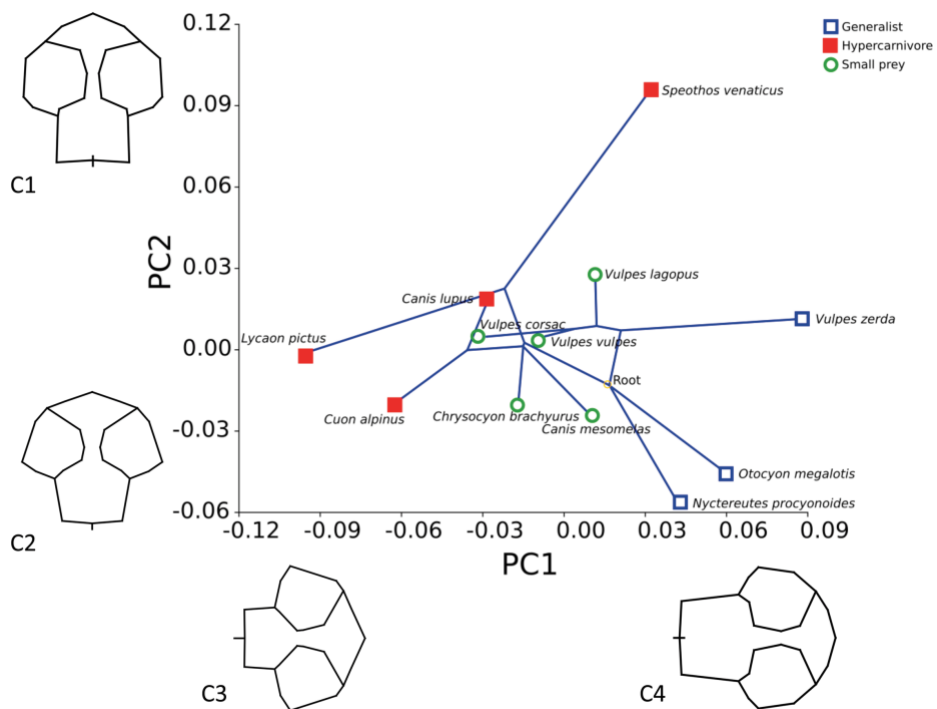 0.12
Generalist
Hypercarnivore
Small prey
0.09
Speothos venaticus
C1
0.06
PC2
0.03
Vulpes lagopus
Canis lupus
Vulpes zerda
Vulpes corsac
Lycaon pictus
Vulpes vulpes
0.00
Root
Cuon alpinus
Chrysocyon brachyurus
Canis mesomelas
-0.03
Otocyon megalotis
Nyctereutes procyonoides
-0.06
C2
-0.12 -0.09 -0.06 -0.03 0.00 0.03 0.06 0.09
PC1
C3
C4